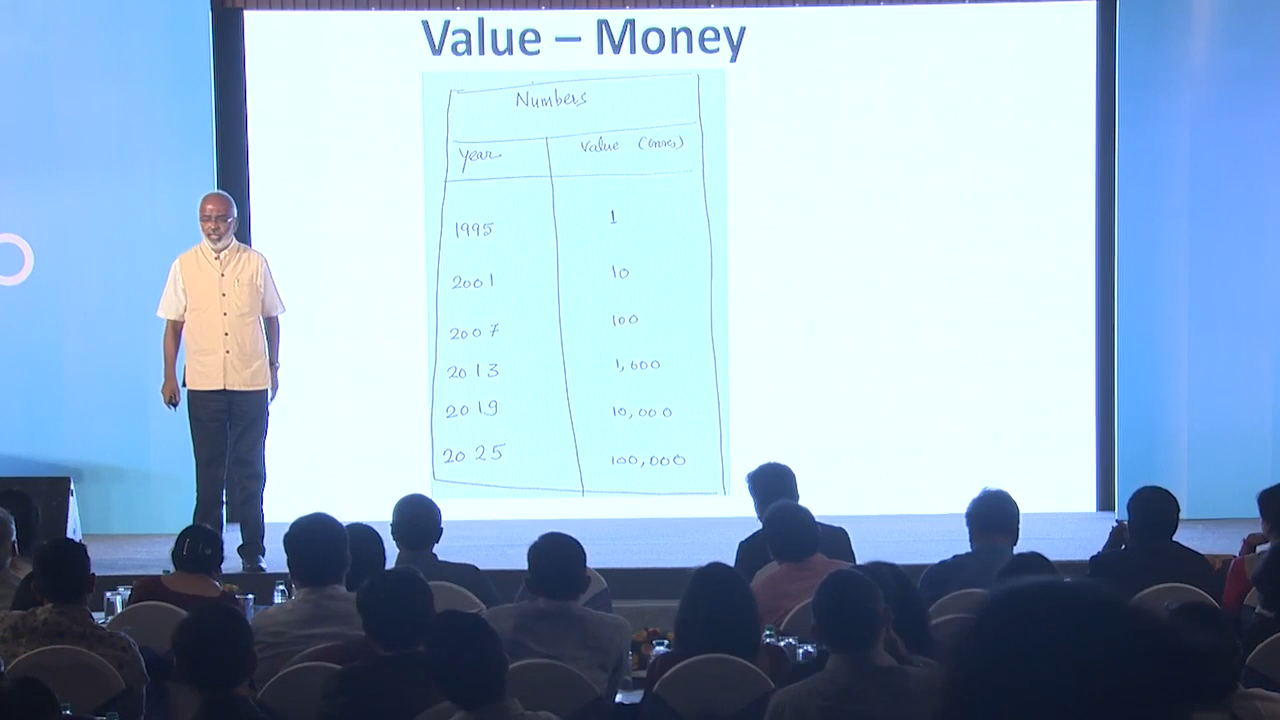 Value – Money
Numbers
Year Value (Crores)
1995 1
2001 10
2007 100
2013 1,000
2019 10,000
2025 100,000